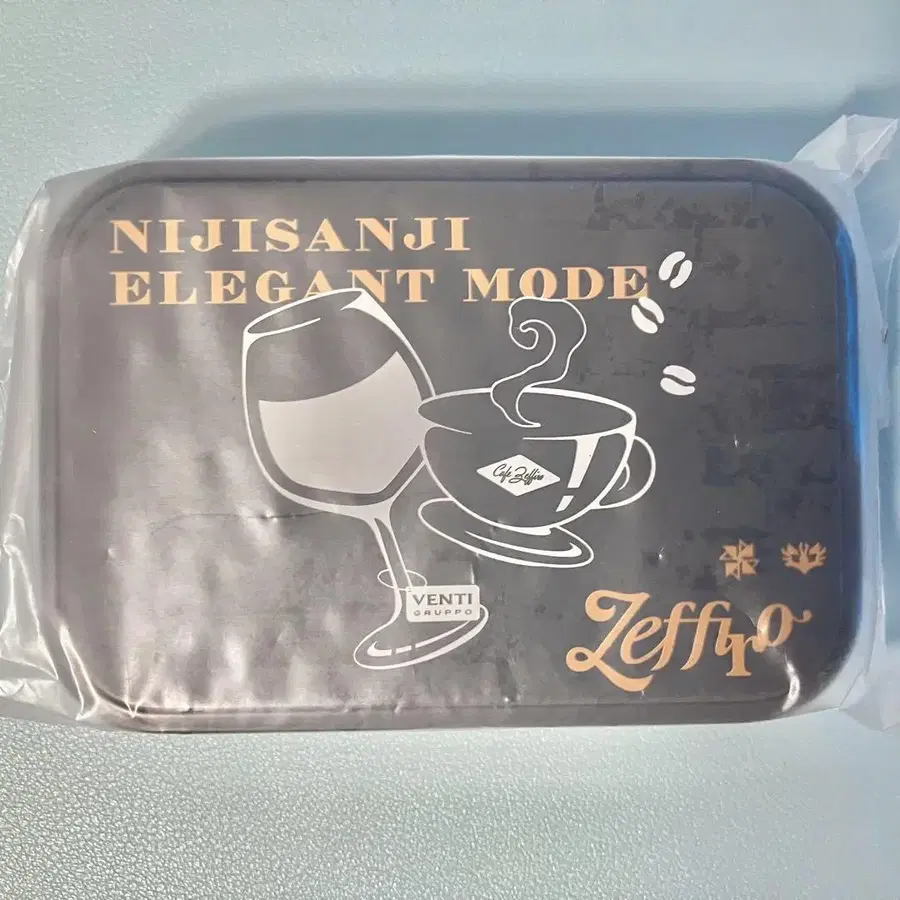 NIJISANJI
ELEGANT MODE
Cafe Zeffiro
VENTI
GRUPPO
Zeffiro